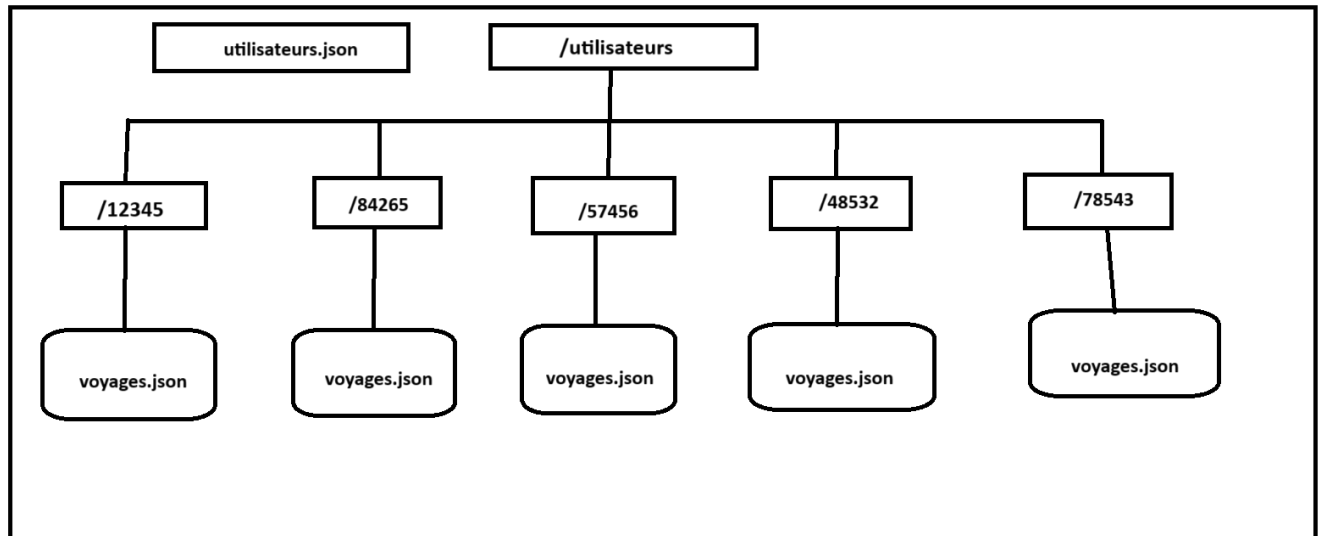 utilisateurs.json
/utilisateurs
/12345
/84265
/57456
/48532
/78543
voyages.json
voyages.json
voyages.json
voyages.json
voyages.json